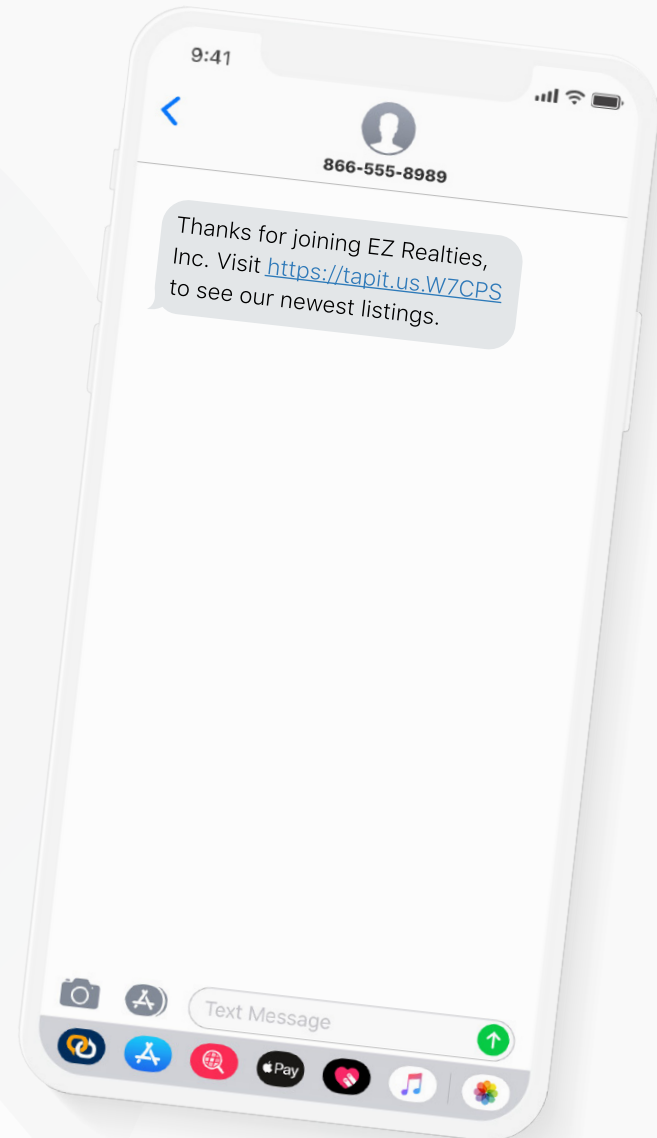 9:41
866-555-8989
Thanks for joining EZ Realties,
Inc. Visit https://tapit.us.W7CPS
to see our newest listings.
Text Message
Pay